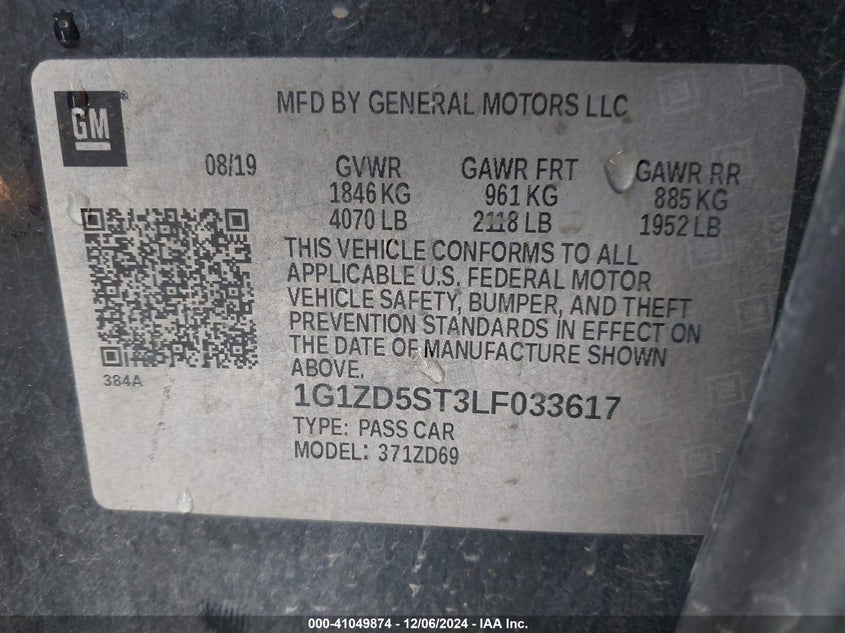 GM
MFD BY GENERAL MOTORS LLC
08/19 GVWR GAWR FRT GAWR RR
1846 KG 961 KG 885 KG
4070 LB 2118 LB 1952 LB
THIS VEHICLE CONFORMS TO ALL
APPLICABLE U.S. FEDERAL MOTOR
VEHICLE SAFETY, BUMPER, AND THEFT
PREVENTION STANDARDS IN EFFECT ON
THE DATE OF MANUFACTURE SHOWN
ABOVE.
384A
1G1ZD5ST3LF033617
TYPE: PASS CAR
MODEL: 371ZD69
000-41049874 - 12/06/2024 - IAA Inc.